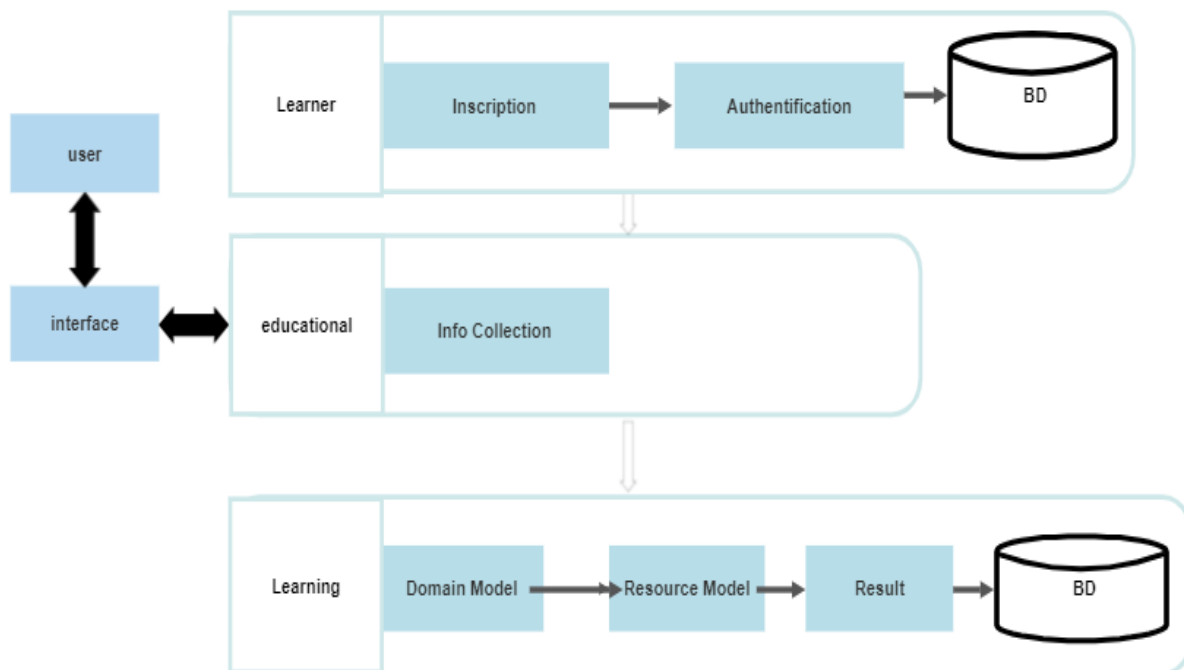 Learner
Inscription
Authentification
BD
user
interface
educational
Info Collection
Learning
Domain Model
Resource Model
Result
BD